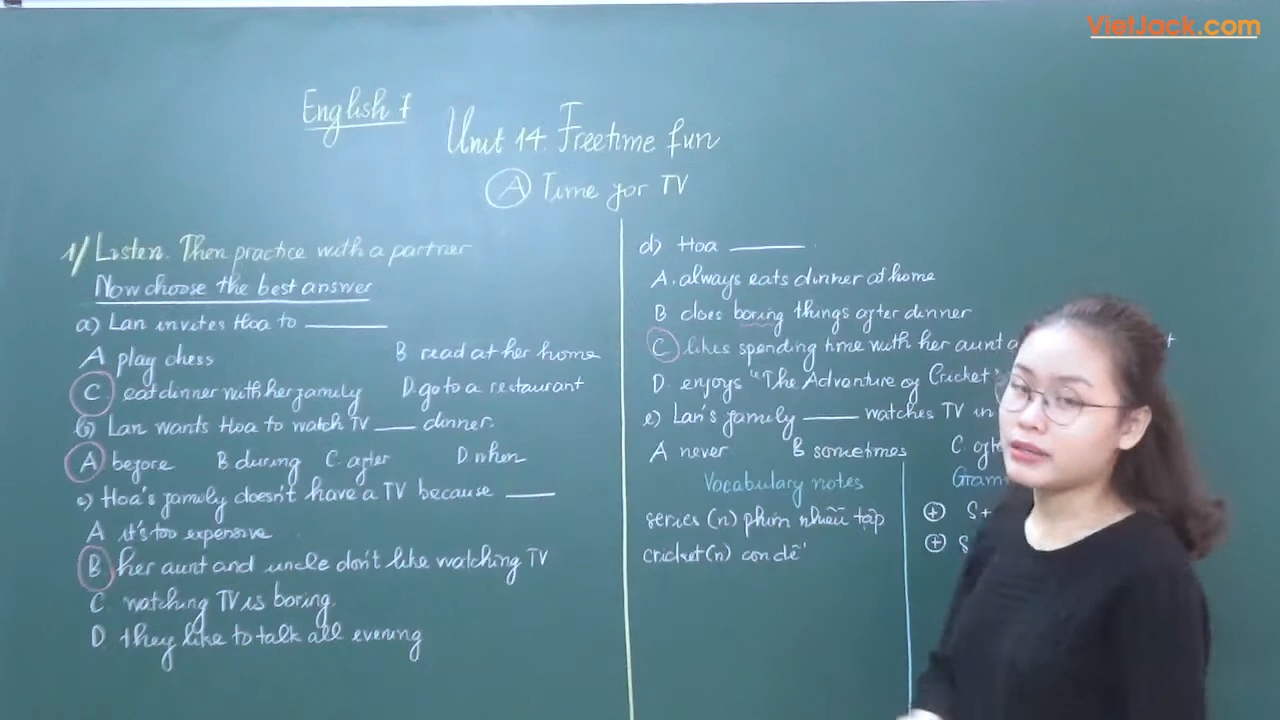 VietJack.com
English 7
Unit 14. Freetime fun
A Time for TV
1/ Listen. Then practice with a partner
Now choose the best answer
a) Lan invites Hoa to ______
A play chess B read at her home
C eat dinner with her family D. go to a restaurant
b) Lan wants Hoa to watch TV ____ dinner.
A before B. during C. after D. when
c) Hoa's family doesn't have a TV because ____
A it's too expensive
B her aunt and uncle don't like watching TV
C watching TV is boring.
D they like to talk all evening
d) Hoa ______.
A. always eats dinner at home
B does boring things after dinner
C likes spending time with her aunt
D. enjoys "The Adventure of Cricket"
e) Lan's family ____ watches TV in
A never B sometimes C.
Vocabulary notes
series (n) phim nhiều tập
cricket (n) con dế
+ S+
+ S